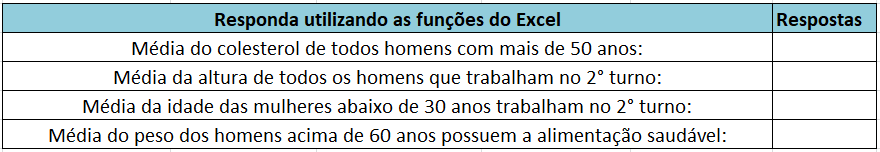 Responda utilizando as funções do Excel Respostas
Média do colesterol de todos homens com mais de 50 anos:
Média da altura de todos os homens que trabalham no 2° turno:
Média da idade das mulheres abaixo de 30 anos trabalham no 2° turno:
Média do peso dos homens acima de 60 anos possuem a alimentação saudável: